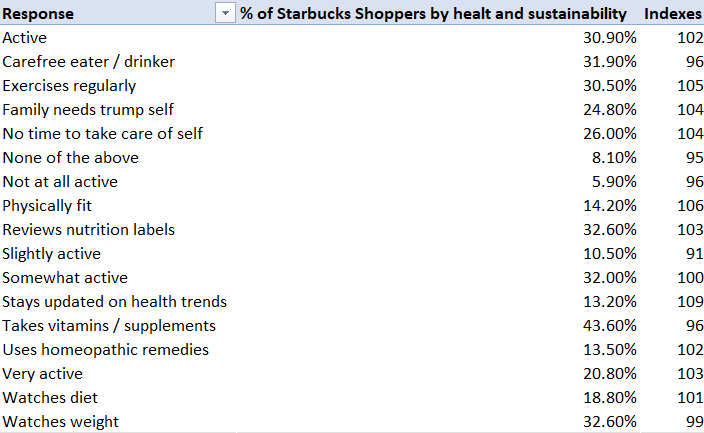 Response % of Starbucks Shoppers by healt and sustainability Indexes
Active 30.90% 102
Carefree eater / drinker 31.90% 96
Exercises regularly 30.50% 105
Family needs trump self 24.80% 104
No time to take care of self 26.00% 104
None of the above 8.10% 95
Not at all active 5.90% 96
Physically fit 14.20% 106
Reviews nutrition labels 32.60% 103
Slightly active 10.50% 91
Somewhat active 32.00% 100
Stays updated on health trends 13.20% 109
Takes vitamins / supplements 43.60% 96
Uses homeopathic remedies 13.50% 102
Very active 20.80% 103
Watches diet 18.80% 101
Watches weight 32.60% 99